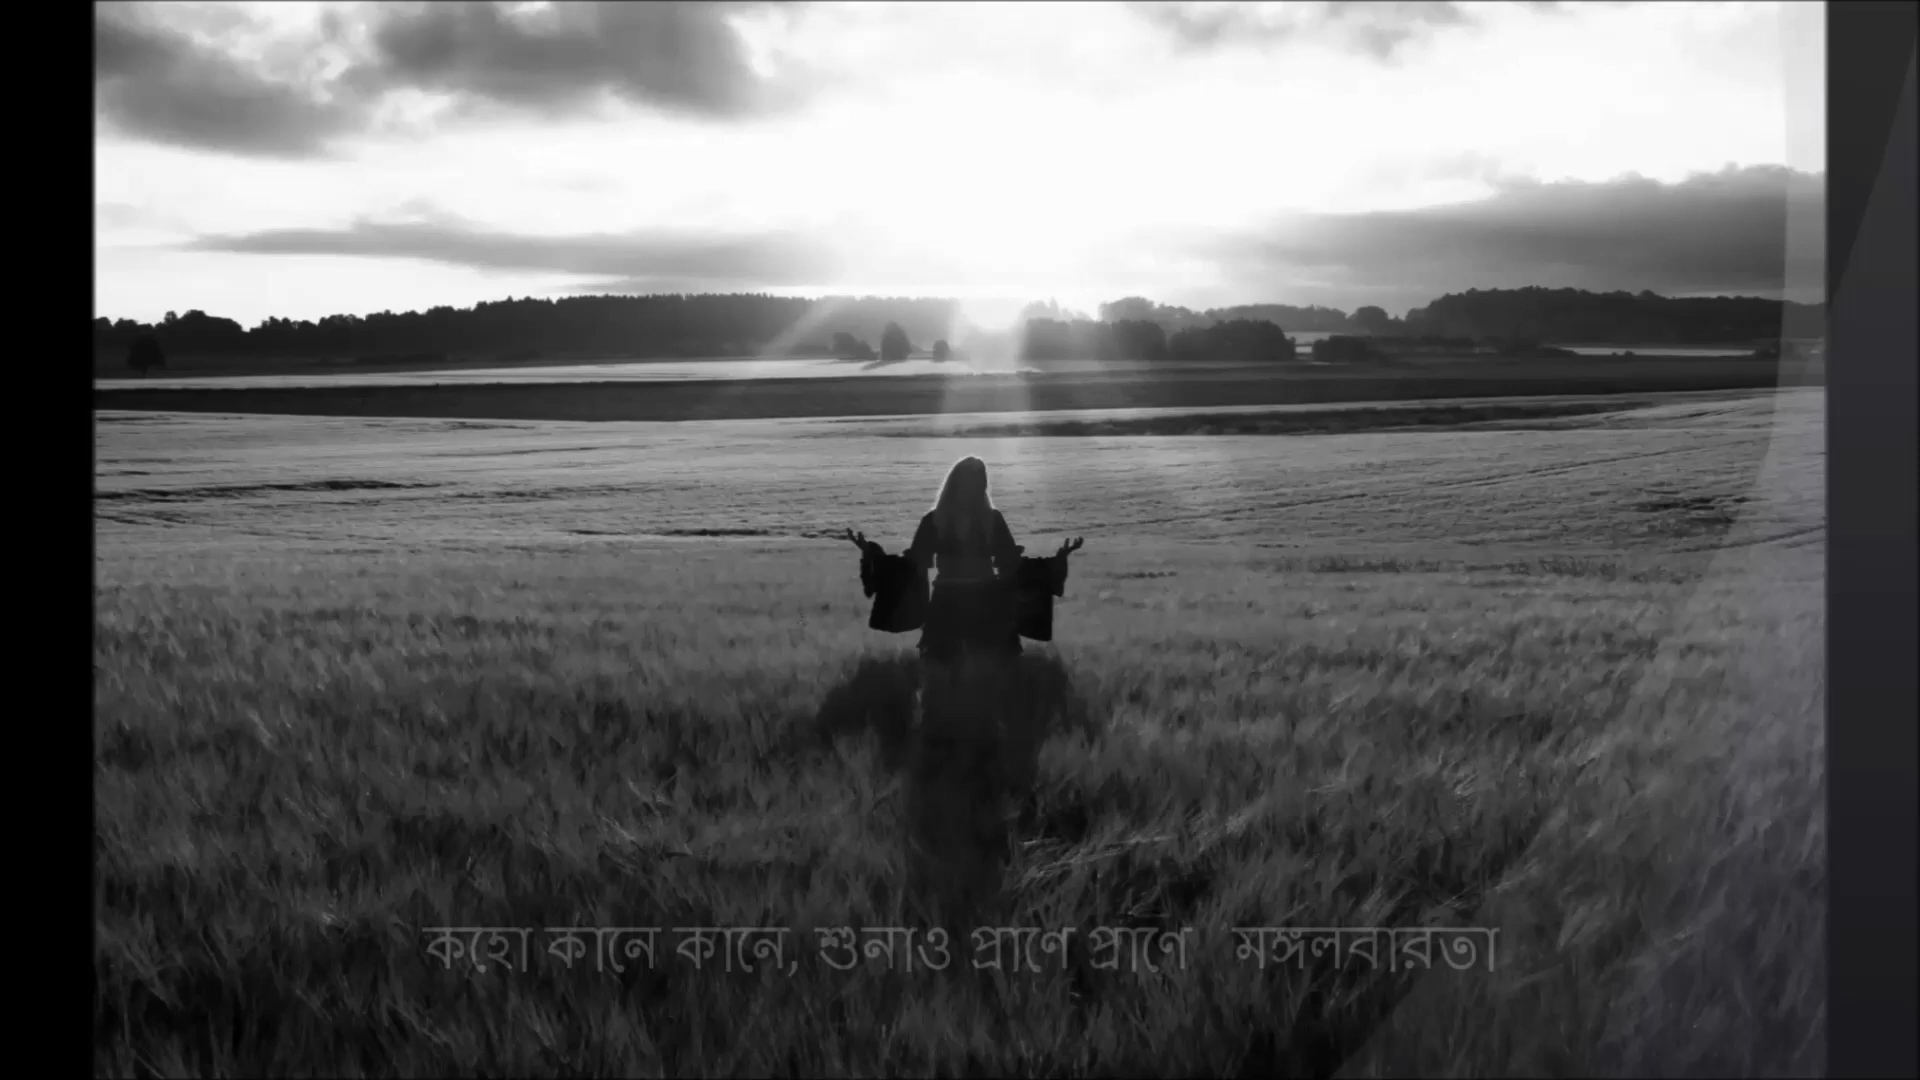 কহো কানে কানে, শুনাও প্রাণে প্রাণে মঙ্গলবারতা